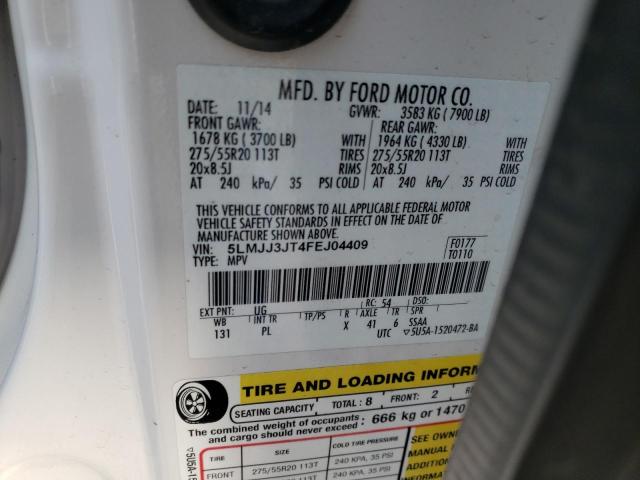 MFD. BY FORD MOTOR CO.
DATE: 11/14 GVWR: 3583 KG ( 7900 LB)
FRONT GAWR: REAR GAWR:
1678 KG ( 3700 LB) WITH 1964 KG ( 4330 LB) WITH
275/55R20 113T TIRES 275/55R20 113T TIRES
20x8.5J RIMS 20x8.5J RIMS
AT 240 kPa/ 35 PSI COLD AT 240 kPa/ 35 PSI COLD
THIS VEHICLE CONFORMS TO ALL APPLICABLE FEDERAL MOTOR
VEHICLE SAFETY STANDARDS IN EFFECT ON THE DATE OF
MANUFACTURE SHOWN ABOVE.
VIN: 5LMJJ3JT4FEJ04409 F0177
TYPE: MPV T0110
EXT PNT: UG RC: 54 DSO:
WB INT TR TP/PS R AXLE TR SPR
131 PL X 41 6 SSAA
UTC ▽5U5A-1520472-BA
TIRE AND LOADING INFORM
SEATING CAPACITY TOTAL: 8 FRONT: 2
The combined weight of occupants
and cargo should never exceed 666 kg or 1470
TIRE SIZE COLD TIRE PRESSURE SEE OWNE
FRONT 275/55R20 113T 240 KPA, 35 PSI MANUAL
ADDITION
INFORMA
▽5U5A-15